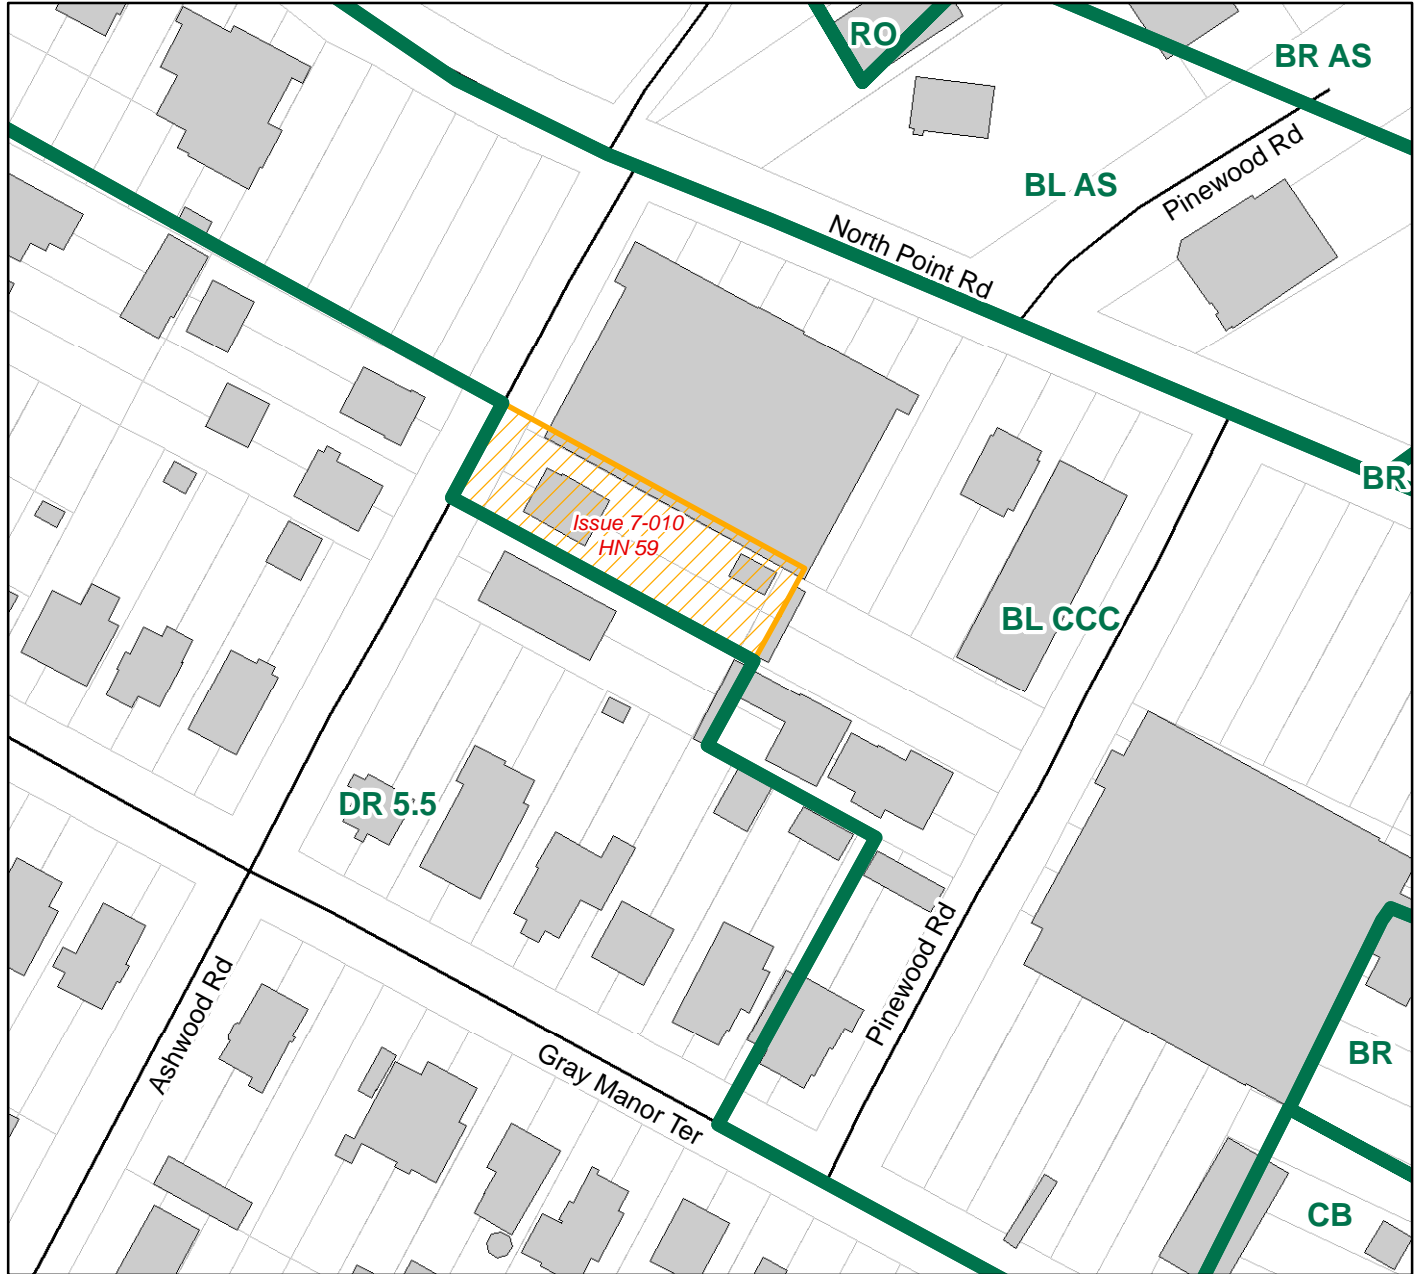 RO
BR AS
Pinewood Rd
BL AS
North Point Rd
BR
Issue 7-010
HN 59
BL CCC
DR 5.5
Pinewood Rd
Ashwood Rd
Gray Manor Ter
BR
CB